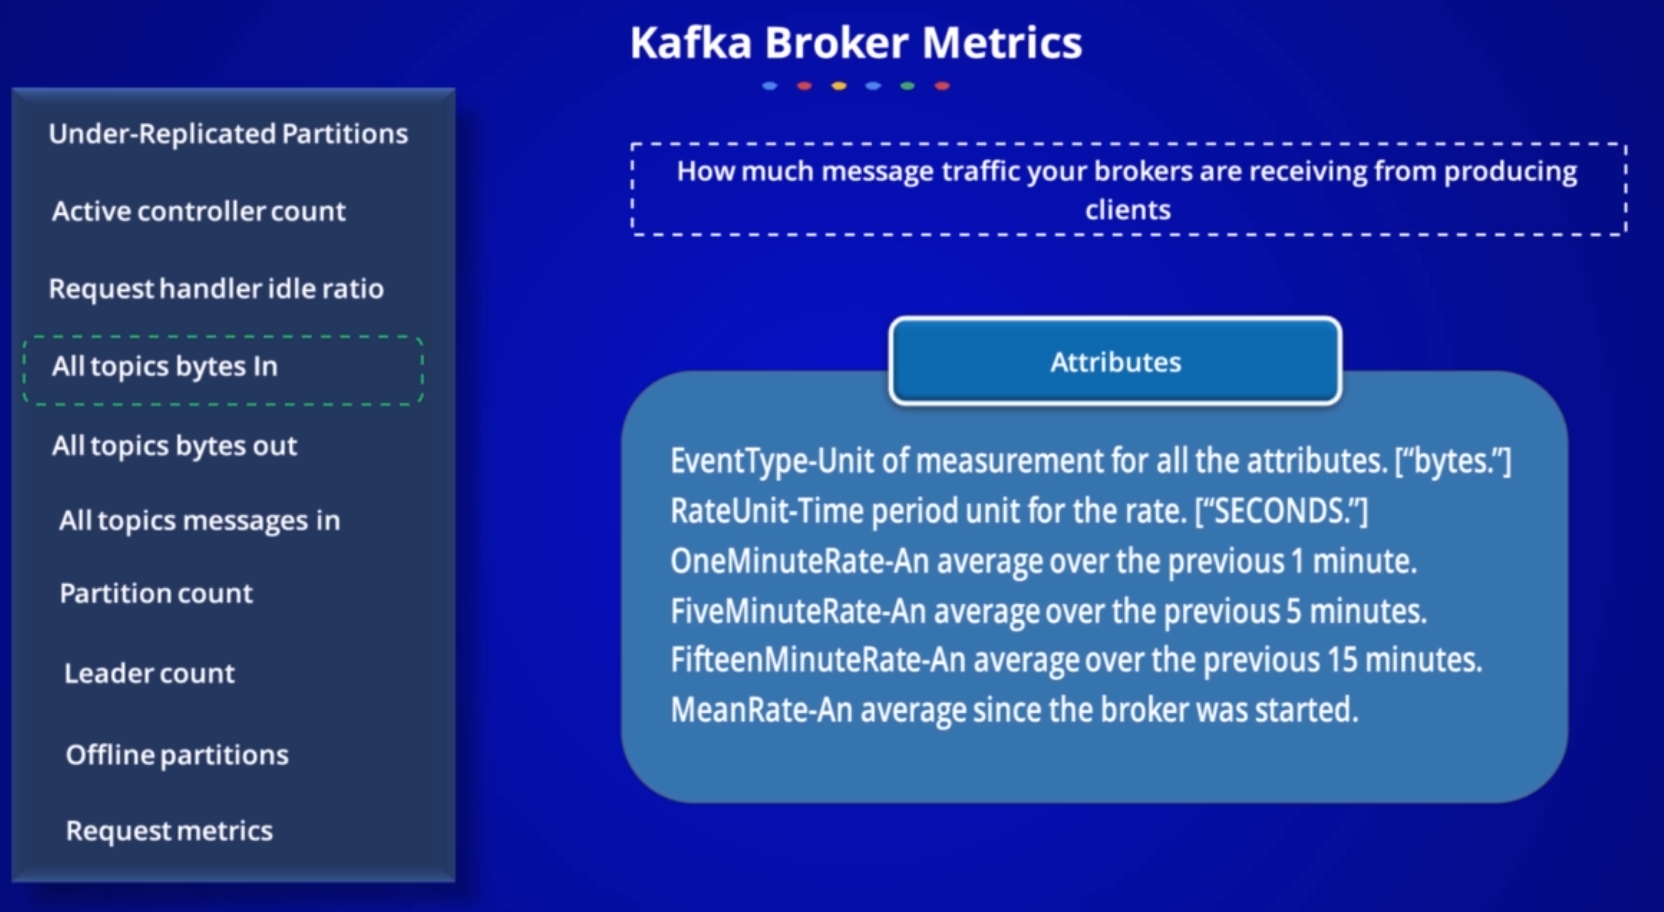 Kafka Broker Metrics
Under-Replicated Partitions
Active controller count
Request handler idle ratio
All topics bytes In
All topics bytes out
All topics messages in
Partition count
Leader count
Offline partitions
Request metrics
How much message traffic your brokers are receiving from producing
clients
Attributes
EventType-Unit of measurement for all the attributes. [“bytes.”]
RateUnit-Time period unit for the rate. [“SECONDS.”]
OneMinuteRate-An average over the previous 1 minute.
FiveMinuteRate-An average over the previous 5 minutes.
FifteenMinuteRate-An average over the previous 15 minutes.
MeanRate-An average since the broker was started.